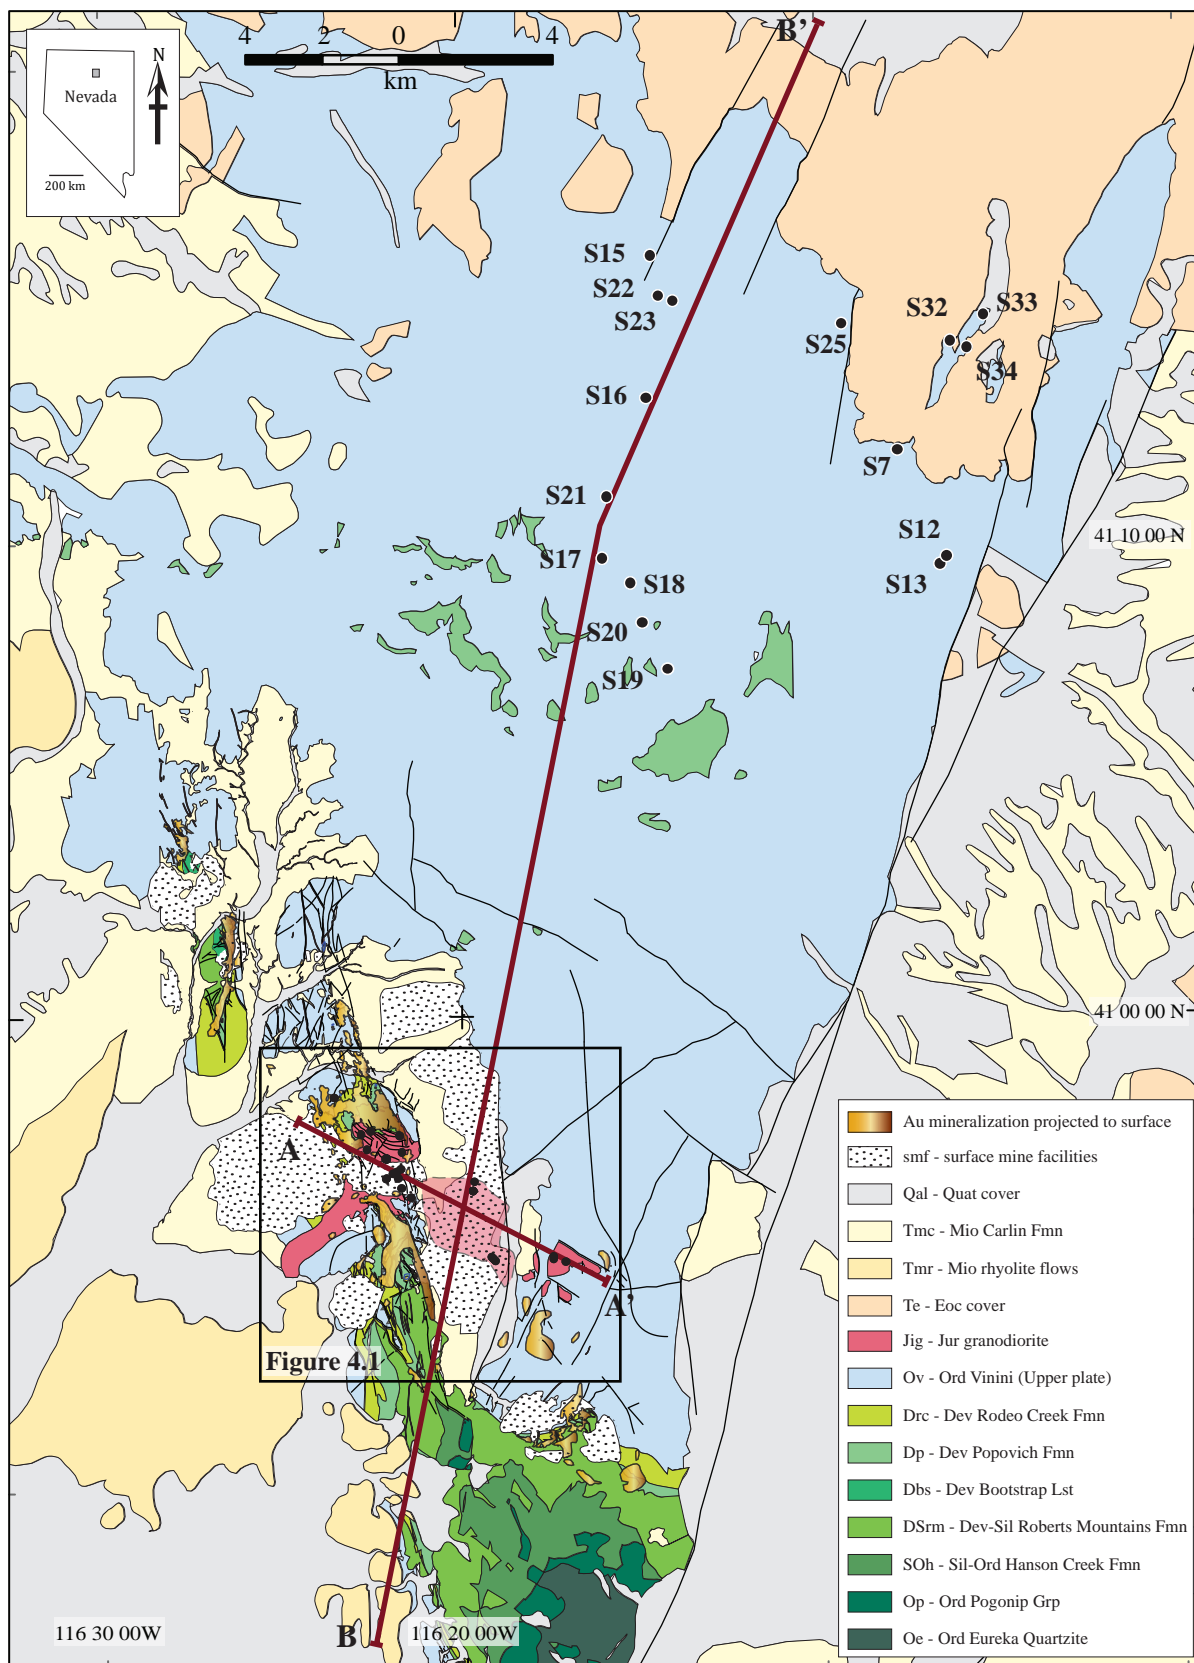 B'
4 2 0 4
km
N
Nevada
200 km
S15
S22
S23
S32
S33
S25
S34
S16
S7
S21
41 10 00 N
S12
S17
S13
S18
S20
S19
41 00 00 N
A
A'
Figure 4.1
B
116 30 00W
116 20 00W
Au mineralization projected to surface
smf - surface mine facilities
Qal - Quat cover
Tmc - Mio Carlin Fmn
Tmr - Mio rhyolite flows
Te - Eoc cover
Jig - Jur granodiorite
Ov - Ord Vinini (Upper plate)
Drc - Dev Rodeo Creek Fmn
Dp - Dev Popovich Fmn
Dbs - Dev Bootstrap Lst
DSrm - Dev-Sil Roberts Mountains Fmn
SOh - Sil-Ord Hanson Creek Fmn
Op - Ord Pogonip Grp
Oe - Ord Eureka Quartzite